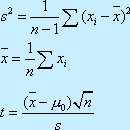 s² = 1/(n−1) ∑ (xᵢ − x̅)²
x̅ = 1/n ∑ xᵢ
t = (x̅ − μ₀)√n / s